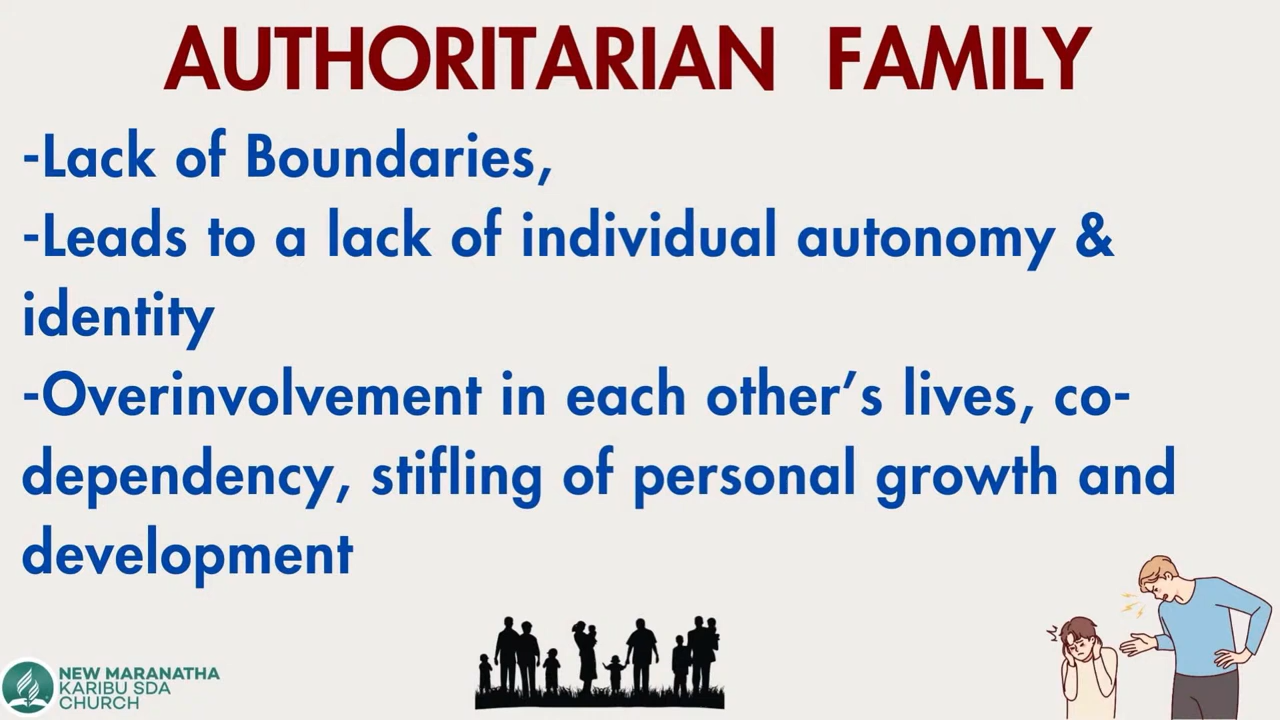 AUTHORITARIAN FAMILY
-Lack of Boundaries,
-Leads to a lack of individual autonomy &
identity
-Overinvolvement in each other’s lives, co-
dependency, stifling of personal growth and
development
NEW MARANATHA
KARIBU SDA
CHURCH